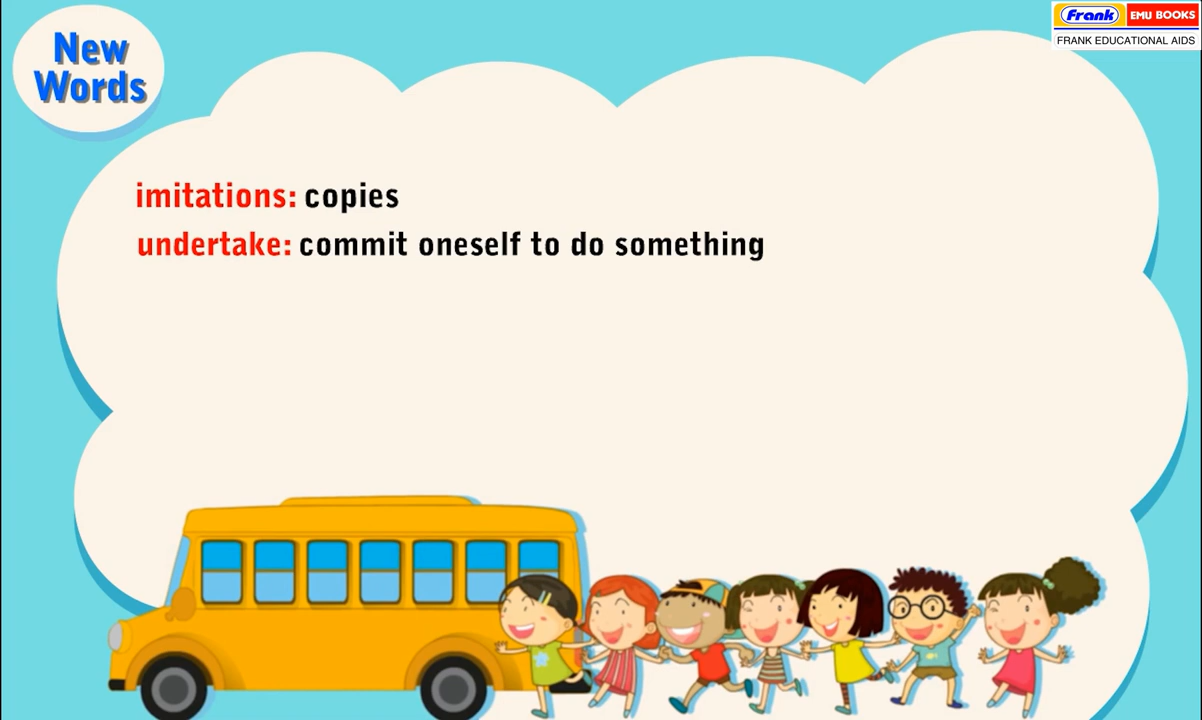 New
Words
Frank EMU BOOKS
FRANK EDUCATIONAL AIDS
imitations: copies
undertake: commit oneself to do something